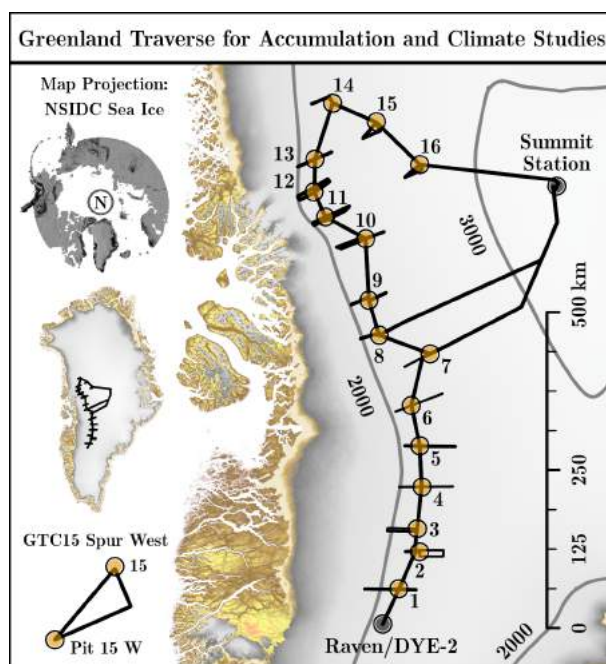 Greenland Traverse for Accumulation and Climate Studies
Map Projection:
NSIDC Sea Ice
N
14
15
16
13
12
11
10
9
8
7
6
5
4
3
2
1
Summit
Station
3000
2000
2000
500 km
250
125
0
Raven/DYE-2
GTC15 Spur West
15
Pit 15 W